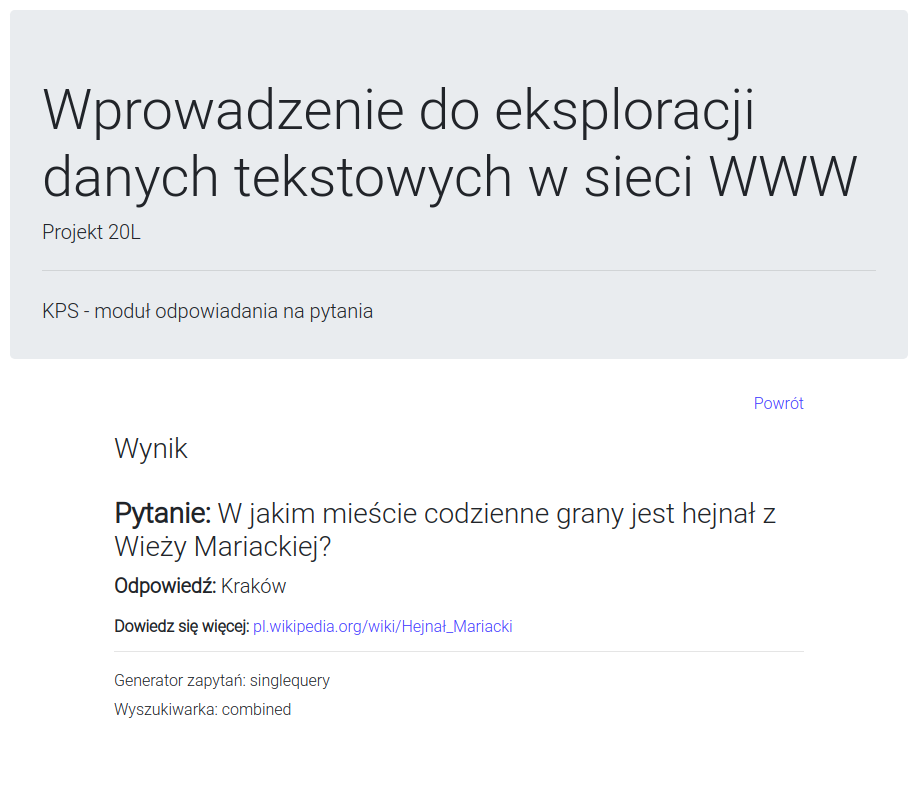 Wprowadzenie do eksploracji
danych tekstowych w sieci WWW
Projekt 20L
KPS - moduł odpowiadania na pytania
Powrót
Wynik
Pytanie: W jakim mieście codzienne grany jest hejnał z
Wieży Mariackiej?
Odpowiedź: Kraków
Dowiedz się więcej: pl.wikipedia.org/wiki/Hejnał_Mariacki
Generator zapytań: singlequery
Wyszukiwarka: combined